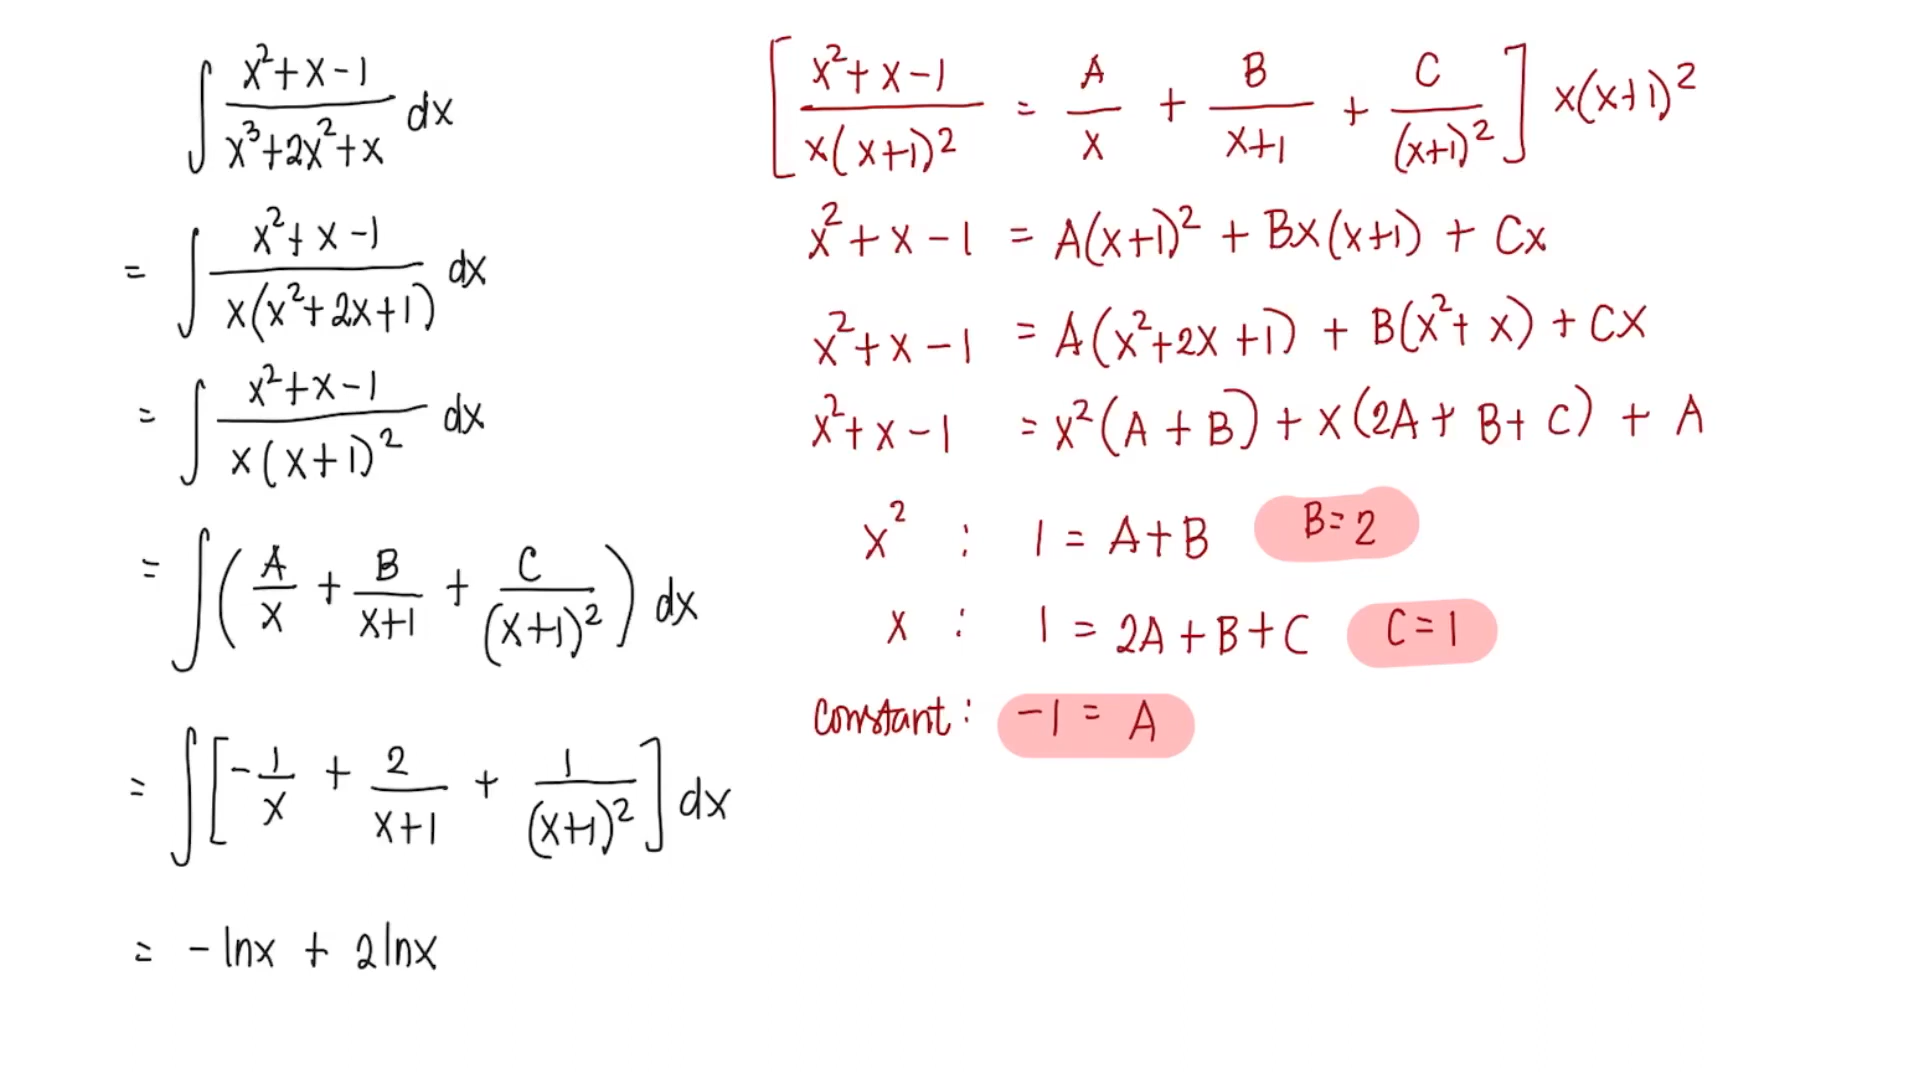 ∫ (x²+x-1)/(x³+2x²+x) dx
= ∫ (x²+x-1)/(x(x²+2x+1)) dx
= ∫ (x²+x-1)/(x(x+1)²) dx
= ∫ (A/x + B/(x+1) + C/(x+1)²) dx
= ∫ [-1/x + 2/(x+1) + 1/(x+1)²] dx
= -lnx + 2lnx
[(x²+x-1)/(x(x+1)²) = A/x + B/(x+1) + C/(x+1)²] x(x+1)²
x²+x-1 = A(x+1)² + Bx(x+1) + Cx
x²+x-1 = A(x²+2x+1) + B(x²+x) + Cx
x²+x-1 = x²(A+B) + x(2A+B+C) + A
x² : 1 = A+B B=2
x : 1 = 2A+B+C C=1
Constant: -1 = A